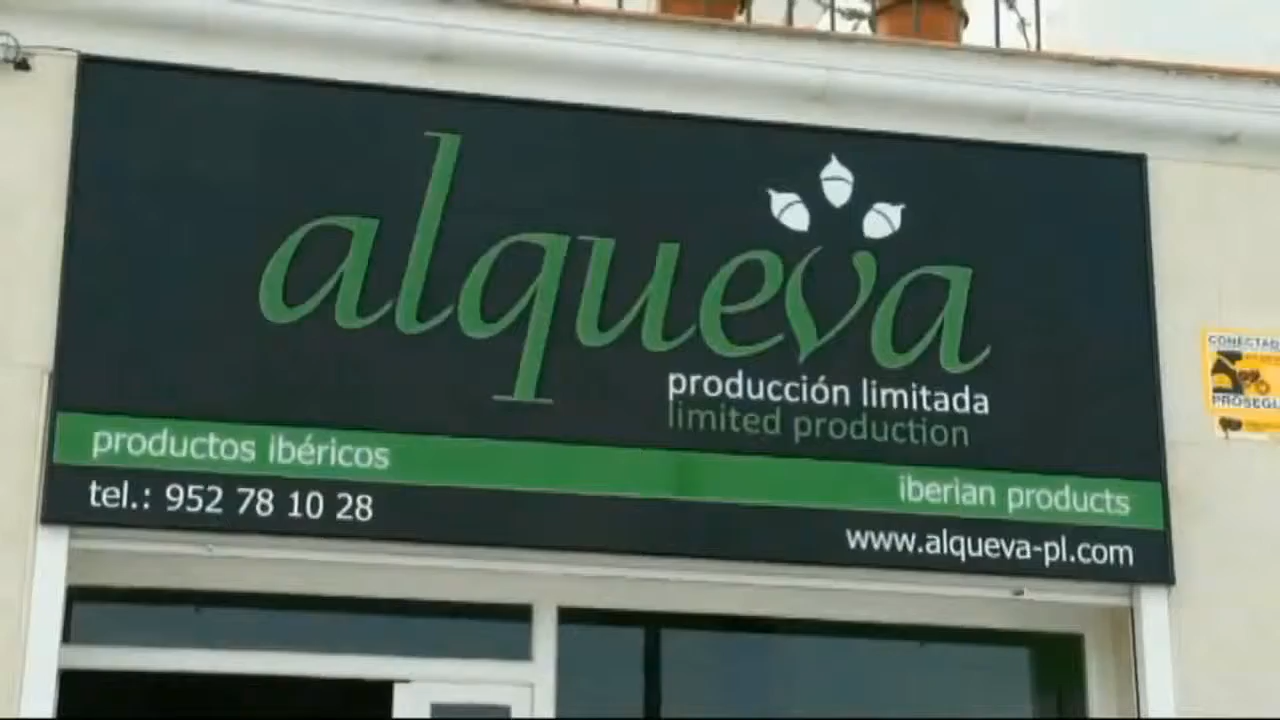 alqueva
producción limitada
limited production
productos ibéricos
iberian products
tel.: 952 78 10 28
www.alqueva-pl.com